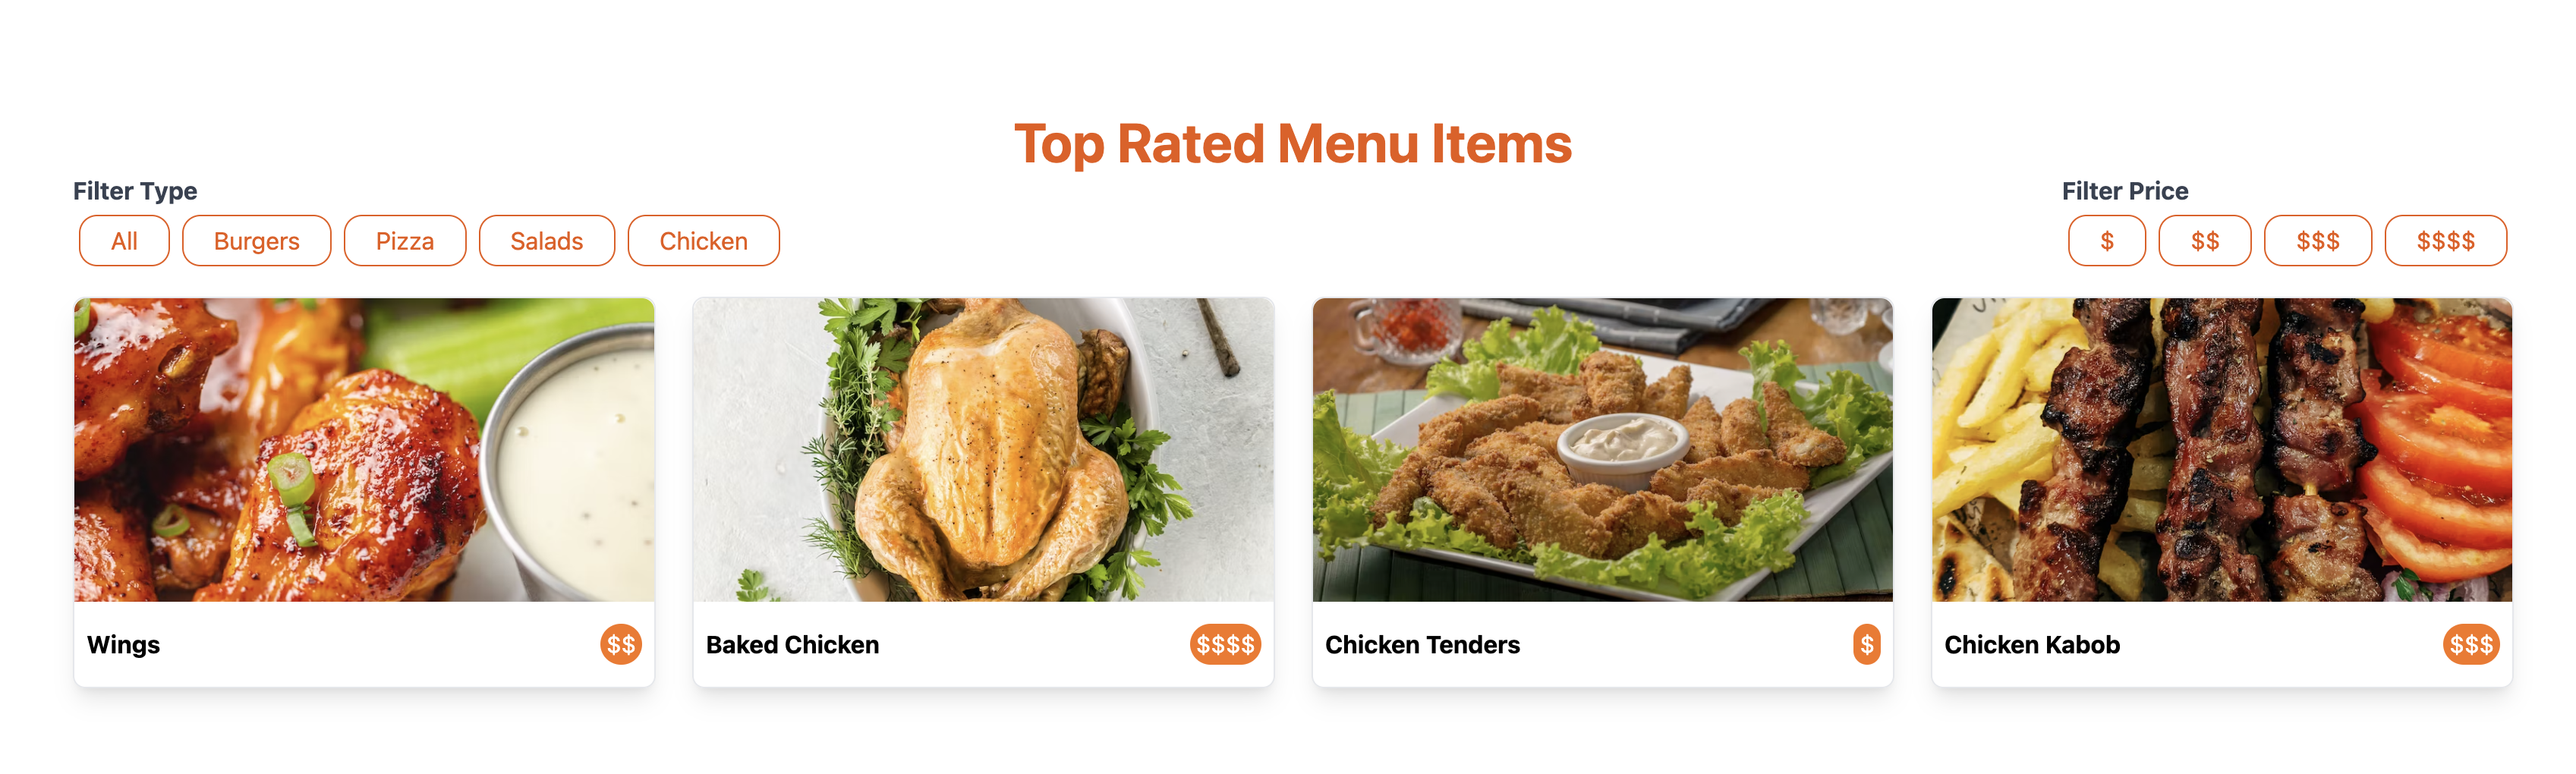 Top Rated Menu Items
Filter Type
Filter Price
All
Burgers
Pizza
Salads
Chicken
$
$$
$$$
$$$$
Wings
$$
Baked Chicken
$$$$
Chicken Tenders
$
Chicken Kabob
$$$